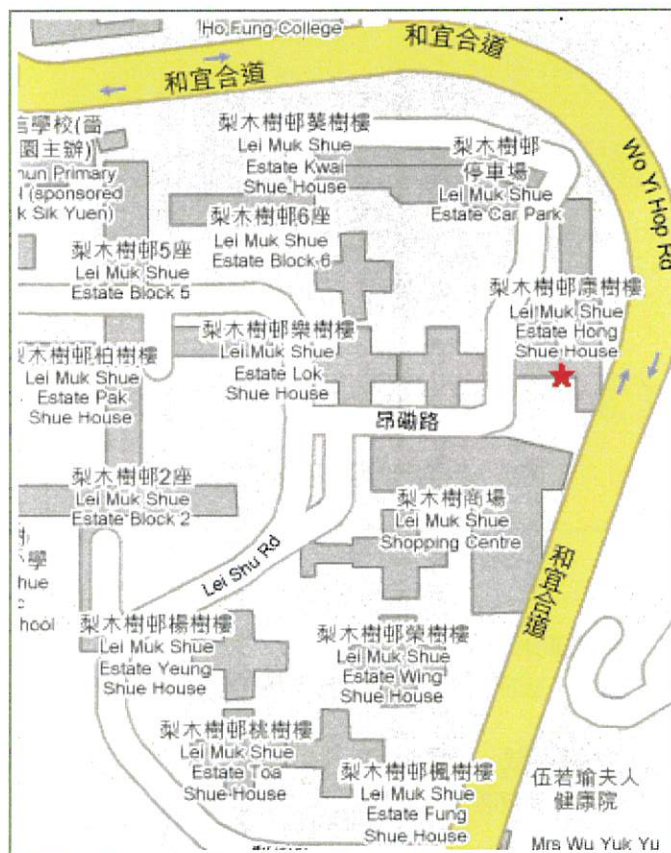 Ho Fung College
和宜合道
和宜合道
Wo Yi Hop Rd
梨木樹邨葵樹樓
Lei Muk Shue
Estate Kwai
Shue House
梨木樹邨
停車場
Lei Muk Shue
Estate Car Park
園主辦)
Primary
(sponsored
Sik Yuen)
梨木樹邨6座
Lei Muk Shue
Estate Block 6
梨木樹邨5座
Lei Muk Shue
Estate Block 5
梨木樹邨康樹樓
Lei Muk Shue
Estate Hong
Shue House
梨木樹邨樂樹樓
Lei Muk Shue
Estate Lok
Shue House
梨木樹邨柏樹樓
Lei Muk Shue
Estate Pak
Shue House
昂磡路
梨木樹邨2座
Lei Muk Shue
Estate Block 2
梨木樹商場
Lei Muk Shue
Shopping Centre
和宜合道
Lei Shu Rd
梨木樹邨楊樹樓
Lei Muk Shue
Estate Yeung
Shue House
梨木樹邨榮樹樓
Lei Muk Shue
Estate Wing
Shue House
梨木樹邨桃樹樓
Lei Muk Shue
Estate Toa
Shue House
梨木樹邨楓樹樓
Lei Muk Shue
Estate Fung
Shue House
伍若瑜夫人
健康院
Mrs Wu Yuk Yu